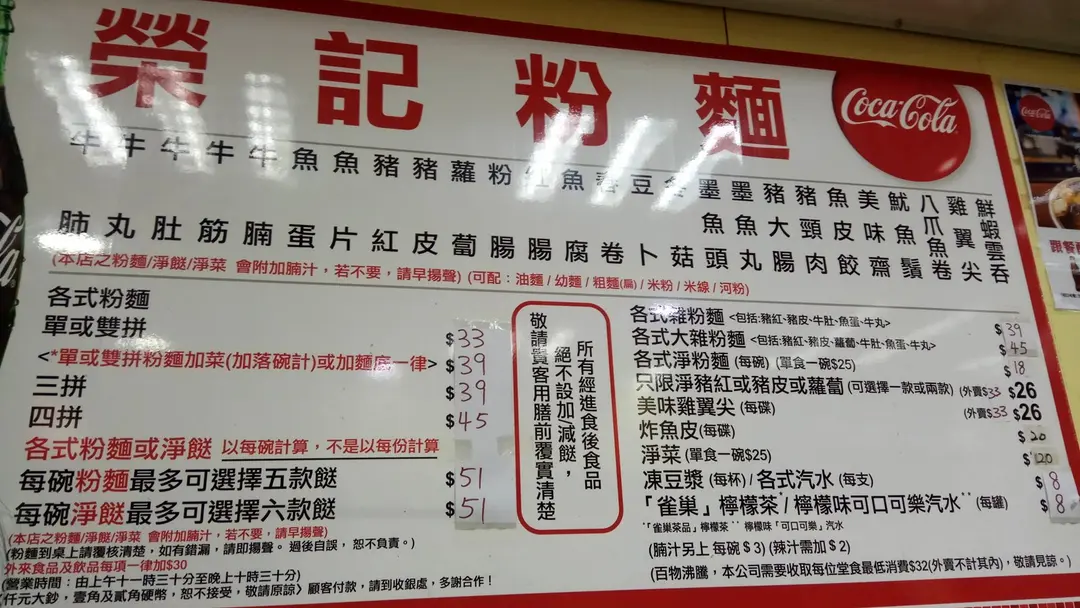 榮記粉麵
Coca-Cola
牛肺
牛丸
牛肚
牛筋
牛腩
魚蛋
魚片
豬紅
豬皮
蘿蔔
粉腸
紅腸
魚腐
春卷
豆卜
冬菇
墨魚頭
墨魚丸
豬大腸
豬頸肉
魚皮餃
美味齋
魷魚鬚
八爪魚卷
雞翼尖
鮮蝦雲吞
(本店之粉麵/淨餸/淨菜 會附加腩汁，若不要，請早揚聲) (可配：油麵 / 幼麵 / 粗麵(扁) / 米粉 / 米線 / 河粉)
各式粉麵
單或雙拼 $33
<*單或雙拼粉麵加菜(加落碗計)或加麵底一律> $39
三拼 $39
四拼 $45
各式粉麵或淨餸 以每碗計算，不是以每份計算
每碗粉麵最多可選擇五款餸 $51
每碗淨餸最多可選擇六款餸 $51
(本店之粉麵/淨餸/淨菜 會附加腩汁，若不要，請早揚聲)
(粉麵到桌上請覆核清楚，如有錯漏，請即揚聲。過後自誤，恕不負責。)
外來食品及飲品每項一律加$30
(營業時間：由上午十一時三十分至晚上十時三十分)
仟元大鈔，壹角及貳角硬幣，恕不接受，敬請原諒〉顧客付款，請到收銀處，多謝合作！
所有經進食後食品
絕不設加/減餸，
敬請貴客用膳前覆實清楚
各式雜粉麵 <包括:豬紅、豬皮、牛肚、魚蛋、牛丸> $39
各式大雜粉麵 <包括:豬紅、豬皮、蘿蔔、牛肚、魚蛋、牛丸> $45
各式淨粉麵 (每碗) (單食一碗$25) $18
只限淨豬紅或豬皮或蘿蔔 (可選擇一款或兩款) (外賣$33 $26
美味雞翼尖 (每碟) (外賣$33 $26
炸魚皮(每碟) $20
淨菜 (單食一碗$25) $20
凍豆漿 (每杯) / 各式汽水 (每支) $8
「雀巢」檸檬茶* / 檸檬味可口可樂汽水** (每罐) $8
*「雀巢茶品」檸檬茶 ** 檸檬味「可口可樂」汽水
(腩汁另上 每碗 $ 3) (辣汁需加 $ 2)
(百物沸騰，本公司需要收取每位堂食最低消費$32(外賣不計其內)，敬請見諒。)
Coca-Cola
跟餐